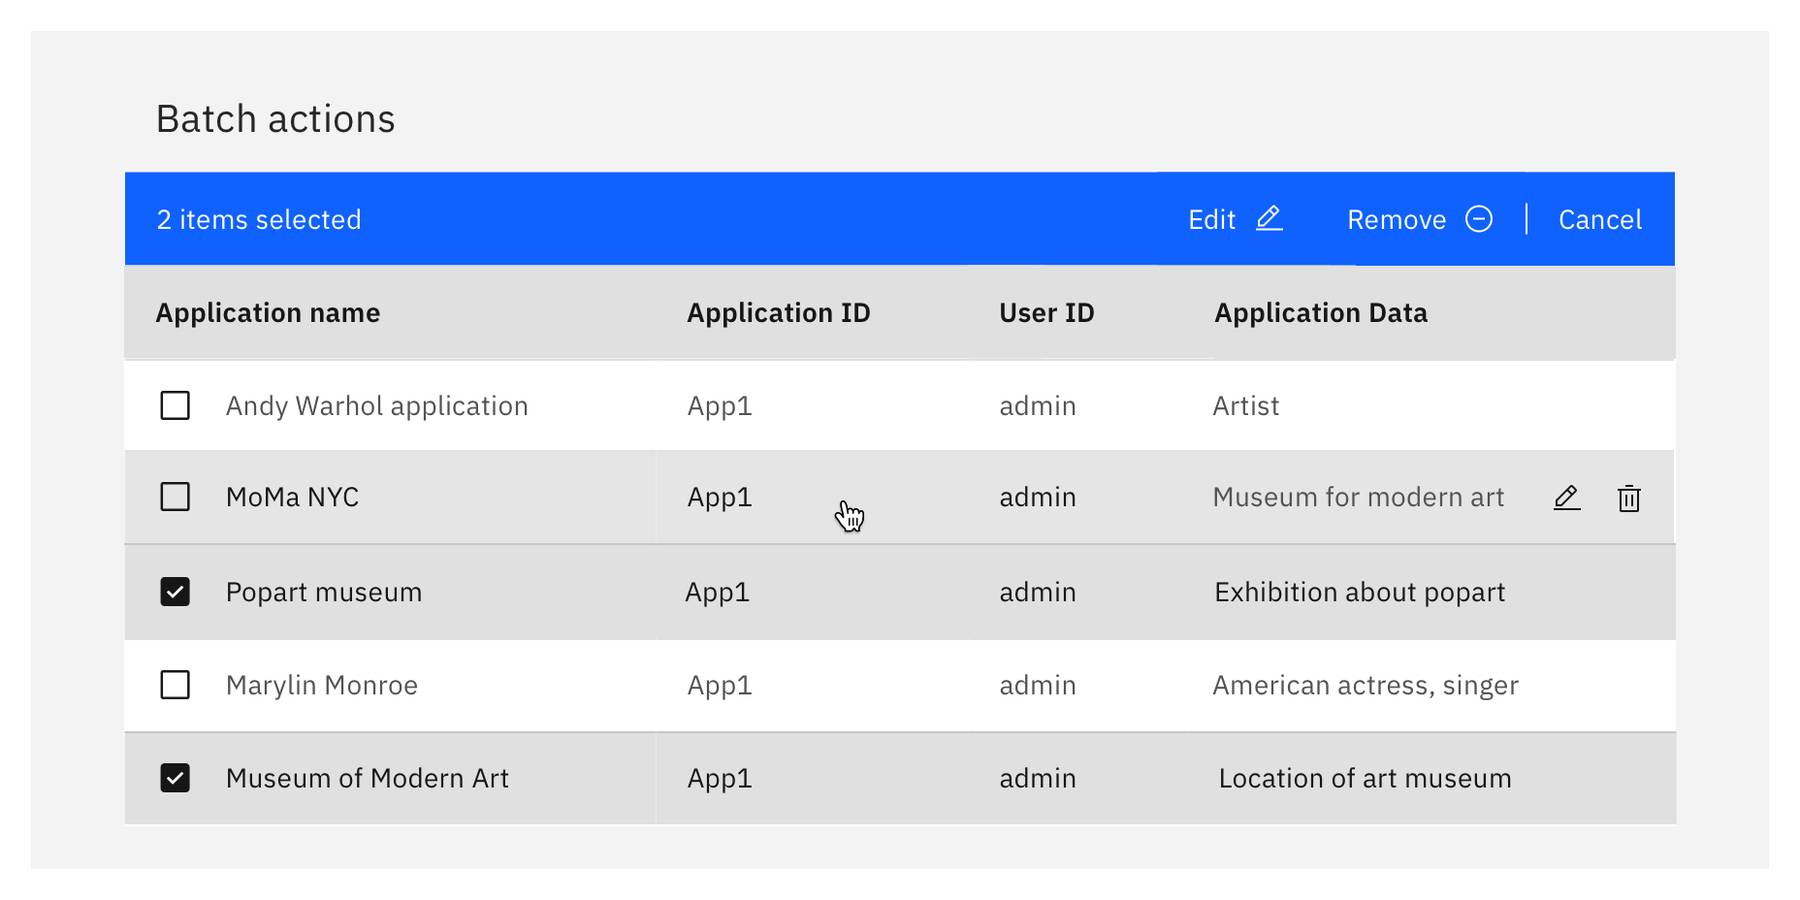 Batch actions
2 items selected Edit Remove Cancel
Application name Application ID User ID Application Data
Andy Warhol application App1 admin Artist
MoMa NYC App1 admin Museum for modern art
Popart museum App1 admin Exhibition about popart
Marylin Monroe App1 admin American actress, singer
Museum of Modern Art App1 admin Location of art museum